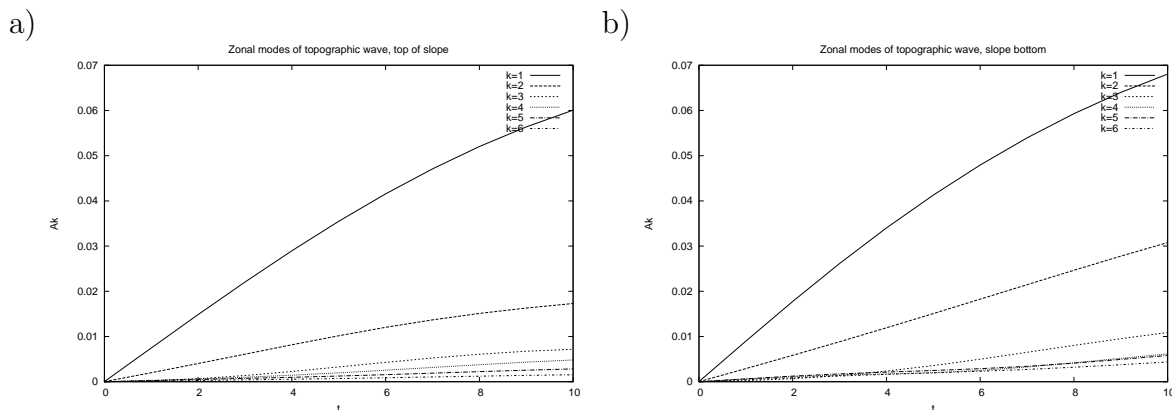 a)
Zonal modes of topographic wave, top of slope
0.07
0.06
0.05
0.04
0.03
0.02
0.01
0
Ak
k=1
k=2
k=3
k=4
k=5
k=6
0 2 4 6 8 10
t
b)
Zonal modes of topographic wave, slope bottom
0.07
0.06
0.05
0.04
0.03
0.02
0.01
0
Ak
k=1
k=2
k=3
k=4
k=5
k=6
0 2 4 6 8 10
t